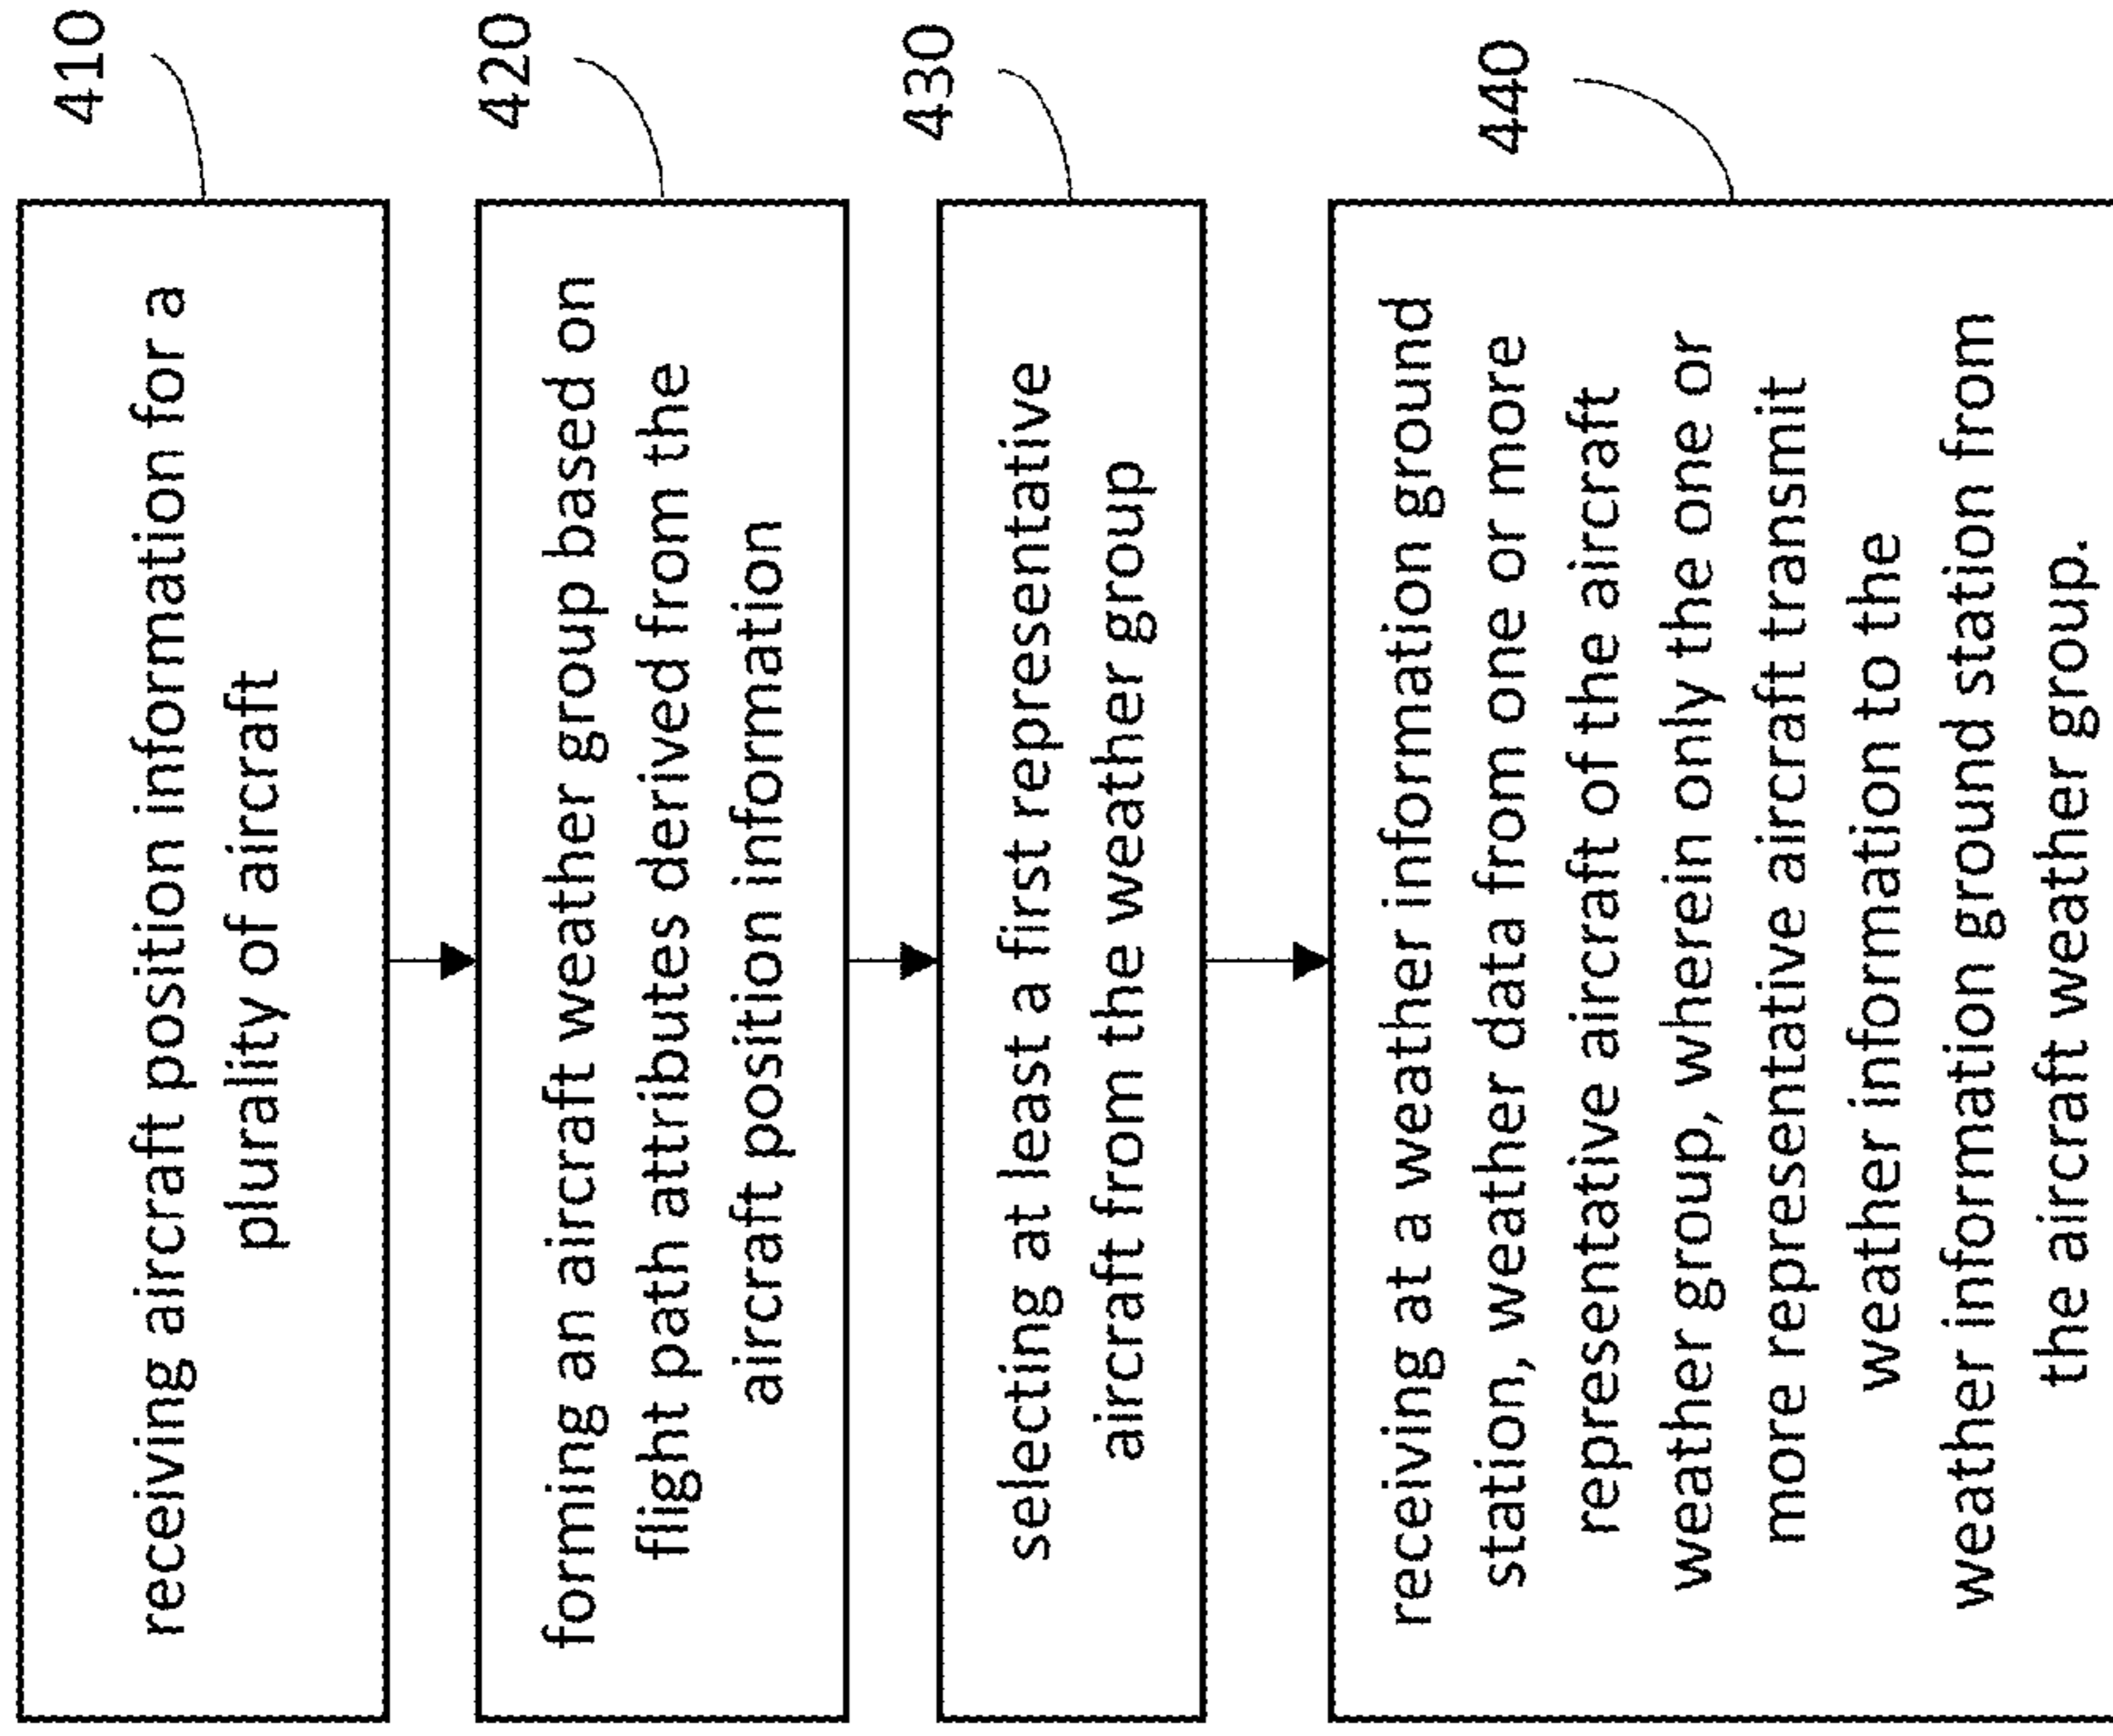 410
receiving aircraft position information for a
plurality of aircraft
420
forming an aircraft weather group based on
flight path attributes derived from the
aircraft position information
430
selecting at least a first representative
aircraft from the weather group
440
receiving at a weather information ground
station, weather data from one or more
representative aircraft of the aircraft
weather group, wherein only the one or
more representative aircraft transmit
weather information to the
weather information ground station from
the aircraft weather group.